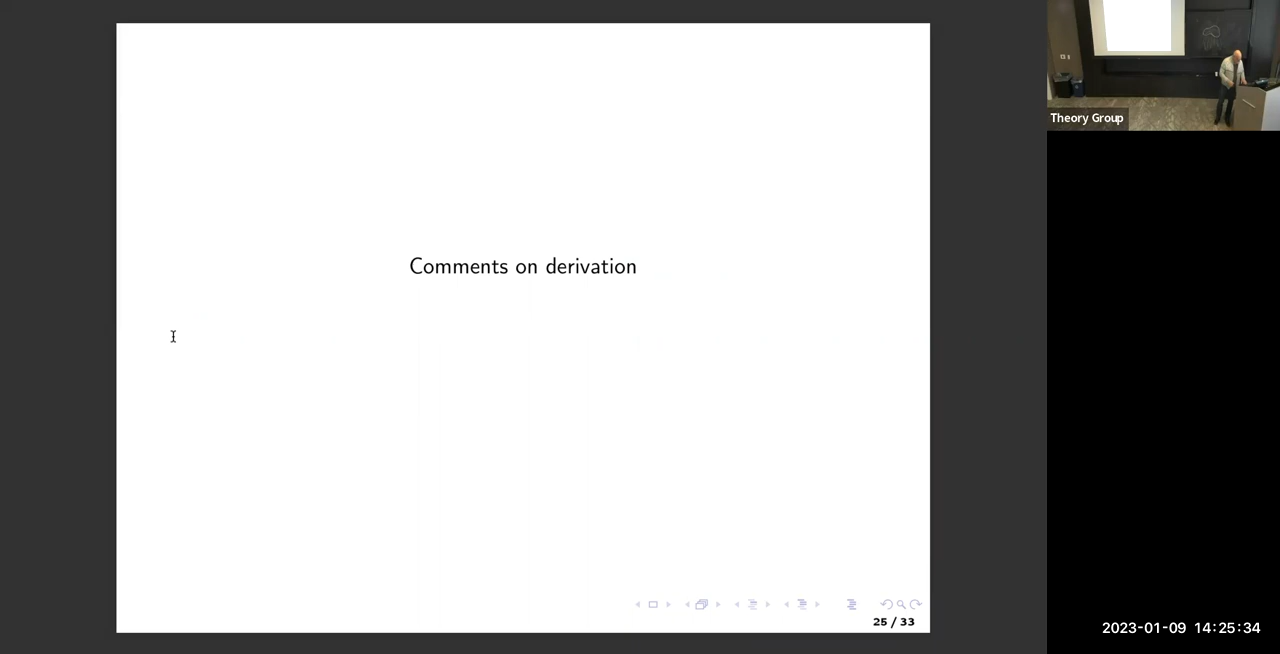 Comments on derivation
25 / 33
Theory Group
2023-01-09 14:25:34